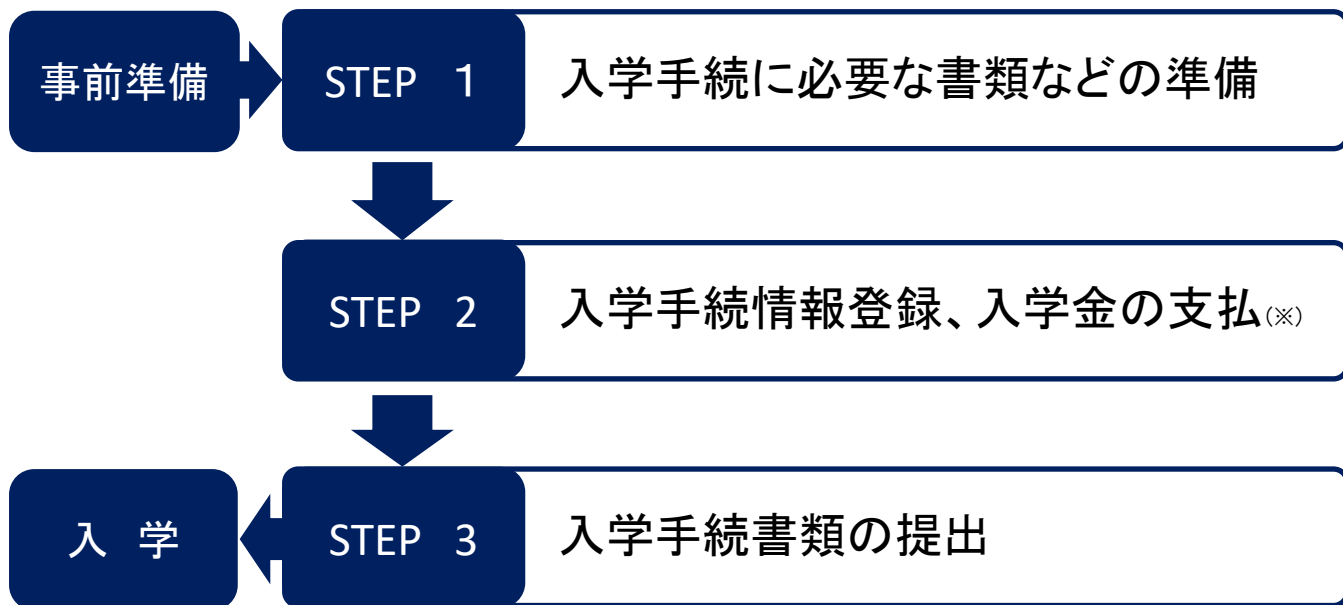 事前準備
STEP 1
入学手続に必要な書類などの準備
STEP 2
入学手続情報登録、入学金の支払(※)
入 学
STEP 3
入学手続書類の提出